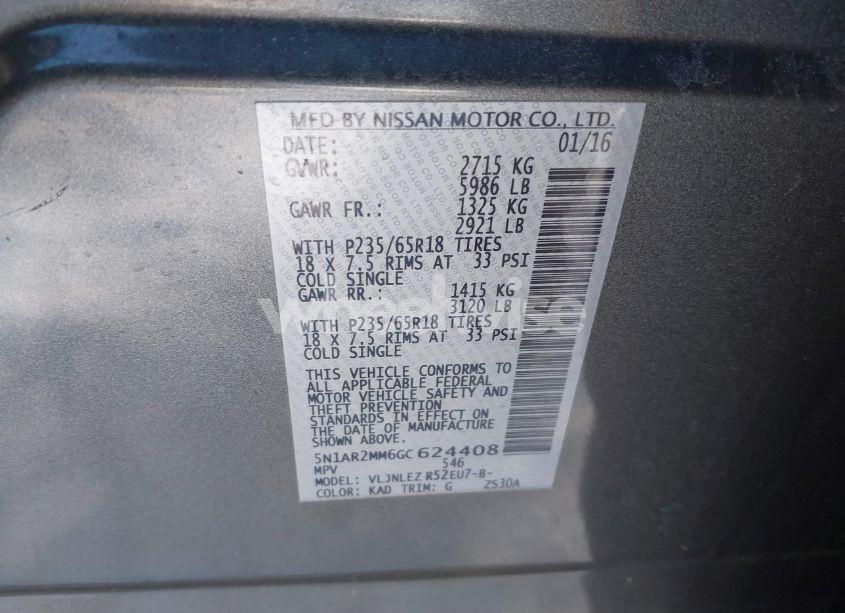 MFD BY NISSAN MOTOR CO., LTD.
DATE: 01/16
GVWR: 2715 KG
5986 LB
GAWR FR.: 1325 KG
2921 LB
WITH P235/65R18 TIRES
18 X 7.5 RIMS AT 33 PSI
COLD SINGLE
GAWR RR.: 1415 KG
3120 LB
WITH P235/65R18 TIRES
18 X 7.5 RIMS AT 33 PSI
COLD SINGLE
THIS VEHICLE CONFORMS TO
ALL APPLICABLE FEDERAL
MOTOR VEHICLE SAFETY AND
THEFT PREVENTION
STANDARDS IN EFFECT ON
THE DATE OF MANUFACTURE
SHOWN ABOVE.
5N1AR2MM6GC 624408
MPV 546
MODEL: VLJNLEZ R52EU7-B-
COLOR: KAD TRIM: G ZS30A